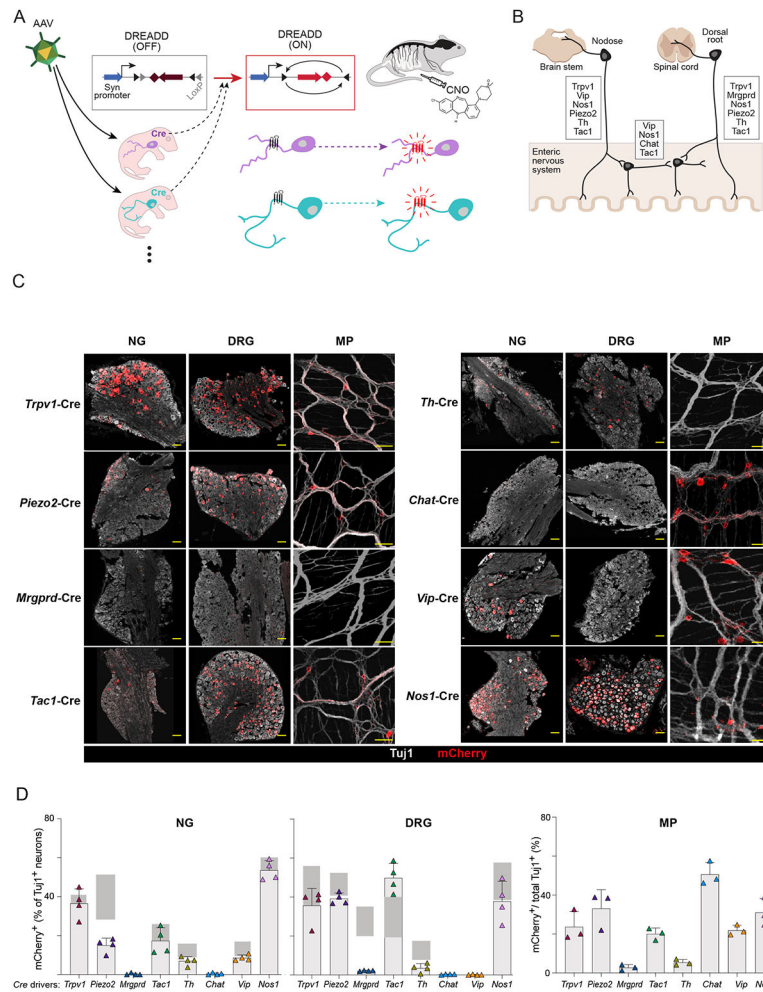 A
AAV
DREADD
(OFF)
Syn
promoter
LoxP
DREADD
(ON)
CNO
Cre
Cre
B
Nodose
Brain stem
Dorsal
root
Spinal cord
Trpv1
Vip
Nos1
Piezo2
Th
Tac1
Vip
Nos1
Chat
Tac1
Trpv1
Mrgprd
Nos1
Piezo2
Th
Tac1
Enteric
nervous
system
C
NG DRG MP
Trpv1-Cre
Piezo2-Cre
Mrgprd-Cre
Tac1-Cre
NG DRG MP
Th-Cre
Chat-Cre
Vip-Cre
Nos1-Cre
Tuj1 mCherry
D
NG
mCherry+ (% of Tuj1+ neurons)
80
40
0
Cre drivers: Trpv1 Piezo2 Mrgprd Tac1 Th Chat Vip Nos1
DRG
Trpv1 Piezo2 Mrgprd Tac1 Th Chat Vip Nos1
MP
mCherry+/ total Tuj1+ (%)
80
40
0
Trpv1 Piezo2 Mrgprd Tac1 Th Chat Vip No